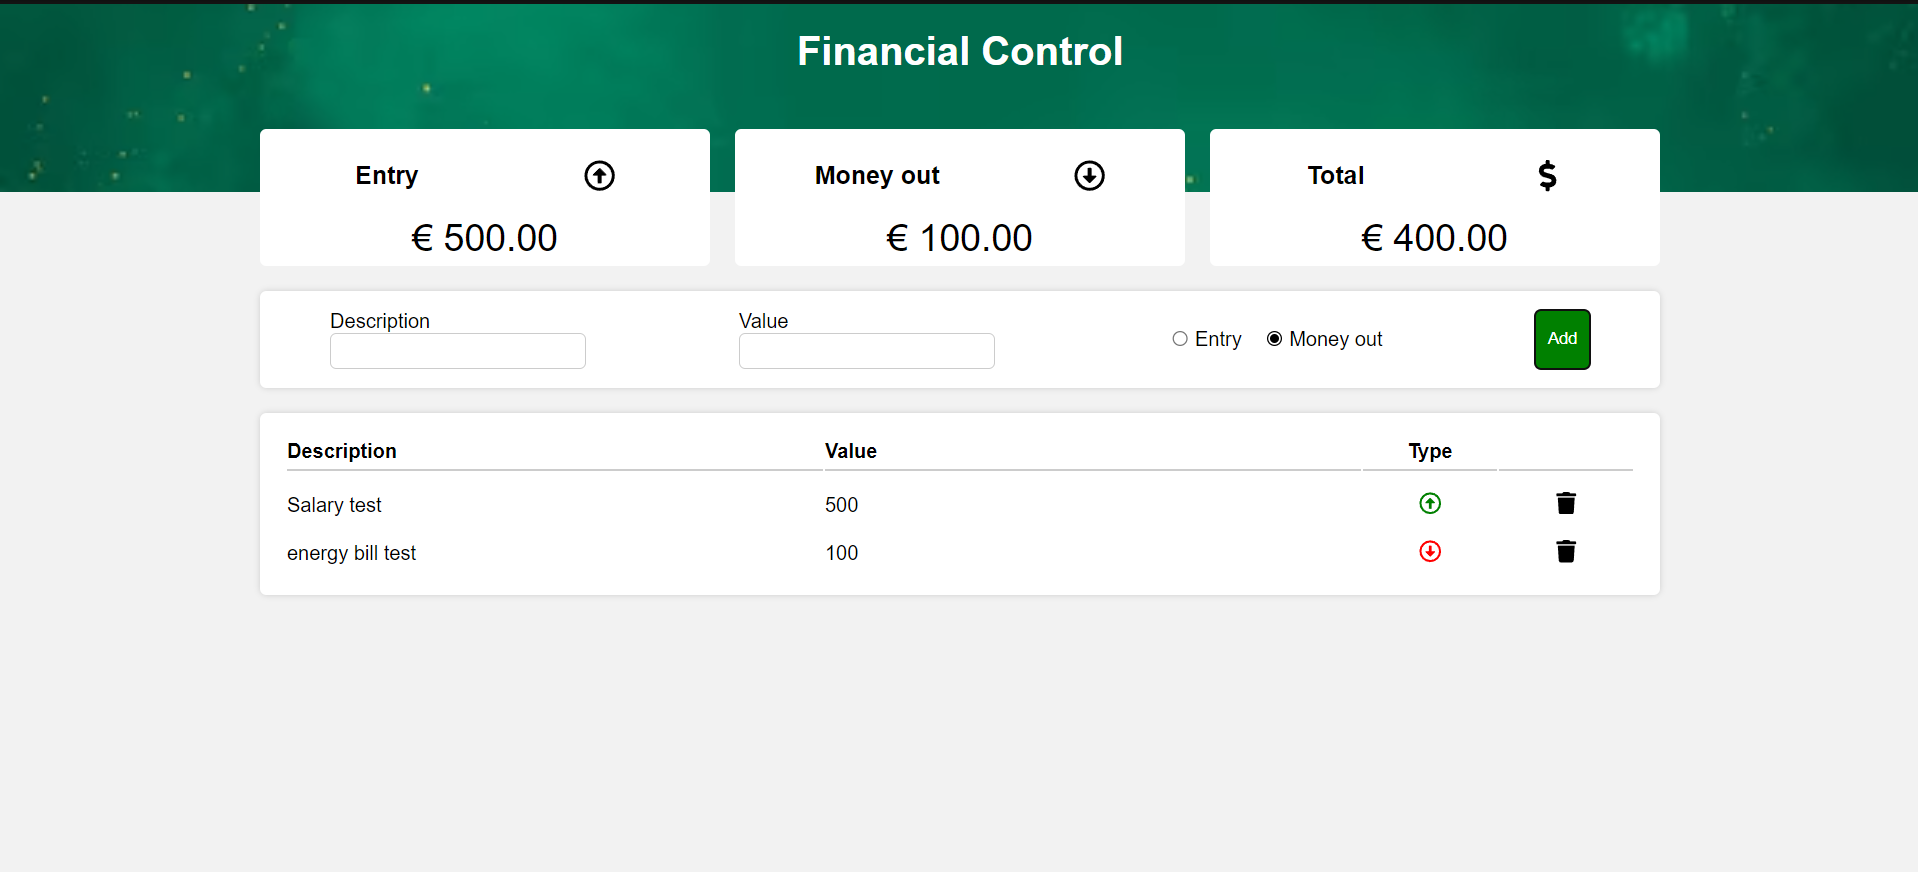 Financial Control
Entry
€ 500.00
Money out
€ 100.00
Total
$
€ 400.00
Description
Value
Entry
Money out
Add
Description Value Type
Salary test 500
energy bill test 100